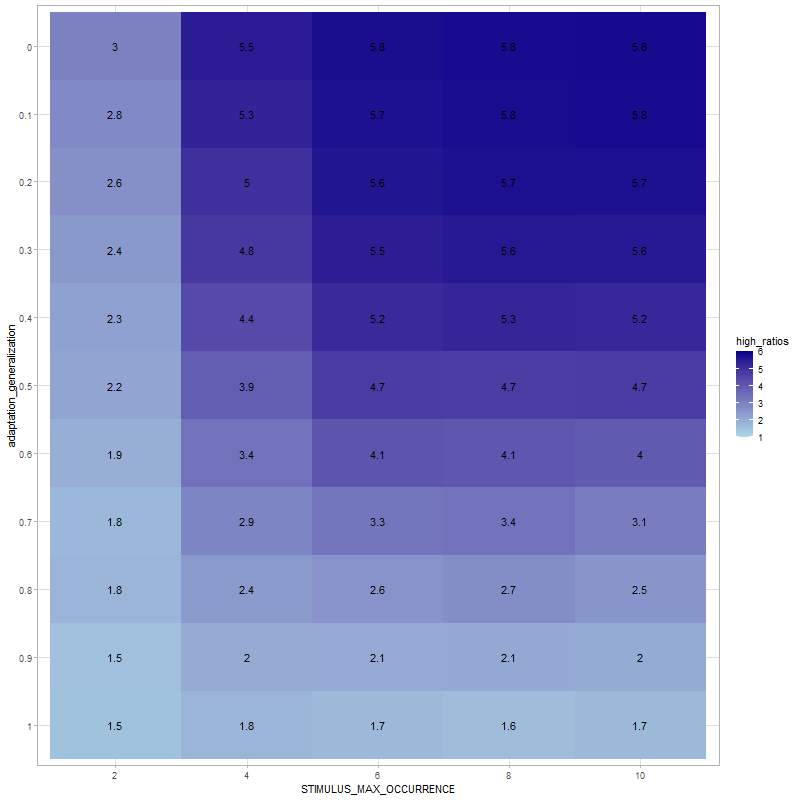 0 3 5.5 5.8 5.8 5.8
0.1 2.8 5.3 5.7 5.8 5.8
0.2 2.6 5 5.6 5.7 5.7
0.3 2.4 4.8 5.5 5.6 5.6
0.4 2.3 4.4 5.2 5.3 5.2
0.5 2.2 3.9 4.7 4.7 4.7
0.6 1.9 3.4 4.1 4.1 4
0.7 1.8 2.9 3.3 3.4 3.1
0.8 1.8 2.4 2.6 2.7 2.5
0.9 1.5 2 2.1 2.1 2
1 1.5 1.8 1.7 1.6 1.7
2 4 6 8 10
STIMULUS_MAX_OCCURRENCE
adaptation_generalization
high_ratios
6
5
4
3
2
1